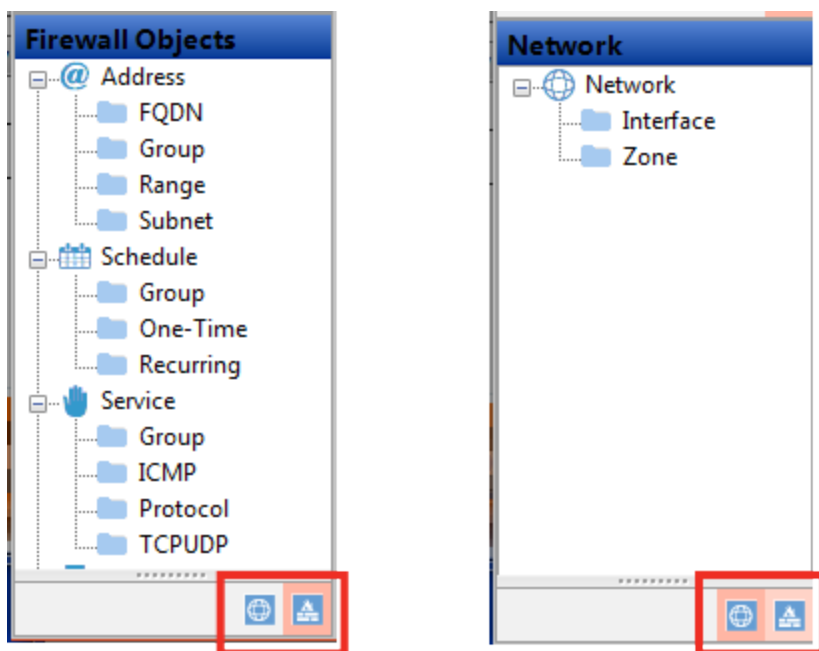 Firewall Objects
Address
FQDN
Group
Range
Subnet
Schedule
Group
One-Time
Recurring
Service
Group
ICMP
Protocol
TCPUDP
Network
Network
Interface
Zone